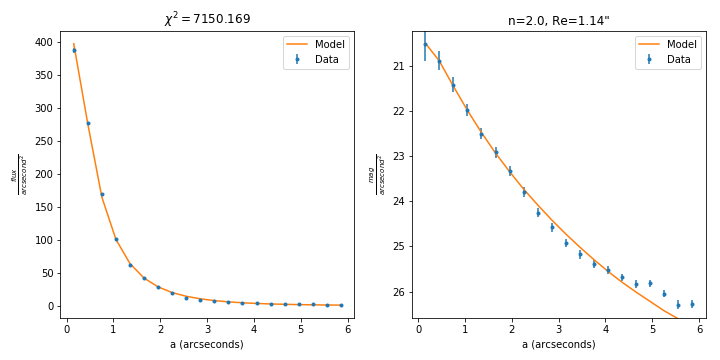 χ² = 7150.169
400
350
300
250
200
150
100
50
0
flux
arcsecond²
0 1 2 3 4 5 6
a (arcseconds)
Model
Data
n=2.0, Re=1.14"
21
22
23
24
25
26
mag
arcsecond²
0 1 2 3 4 5 6
a (arcseconds)
Model
Data